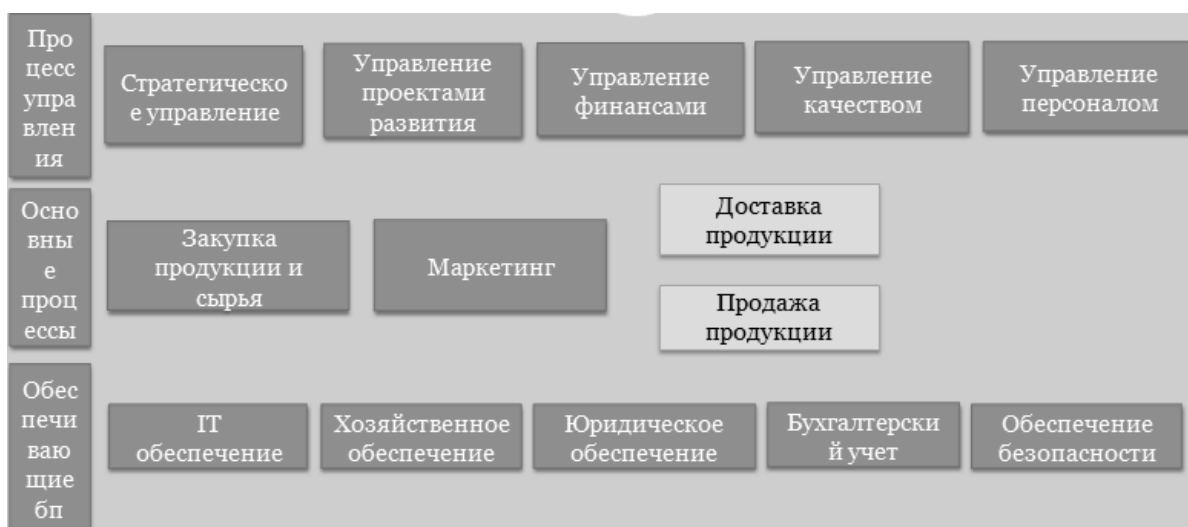 Про
цесс
упра
влен
ия
Стратегическо
е управление
Управление
проектами
развития
Управление
финансами
Управление
качеством
Управление
персоналом
Осно
вны
е
проц
ессы
Закупка
продукции и
сырья
Маркетинг
Доставка
продукции
Продажа
продукции
Обес
печи
ваю
щие
бп
IT
обеспечение
Хозяйственное
обеспечение
Юридическое
обеспечение
Бухгалтерски
й учет
Обеспечение
безопасности